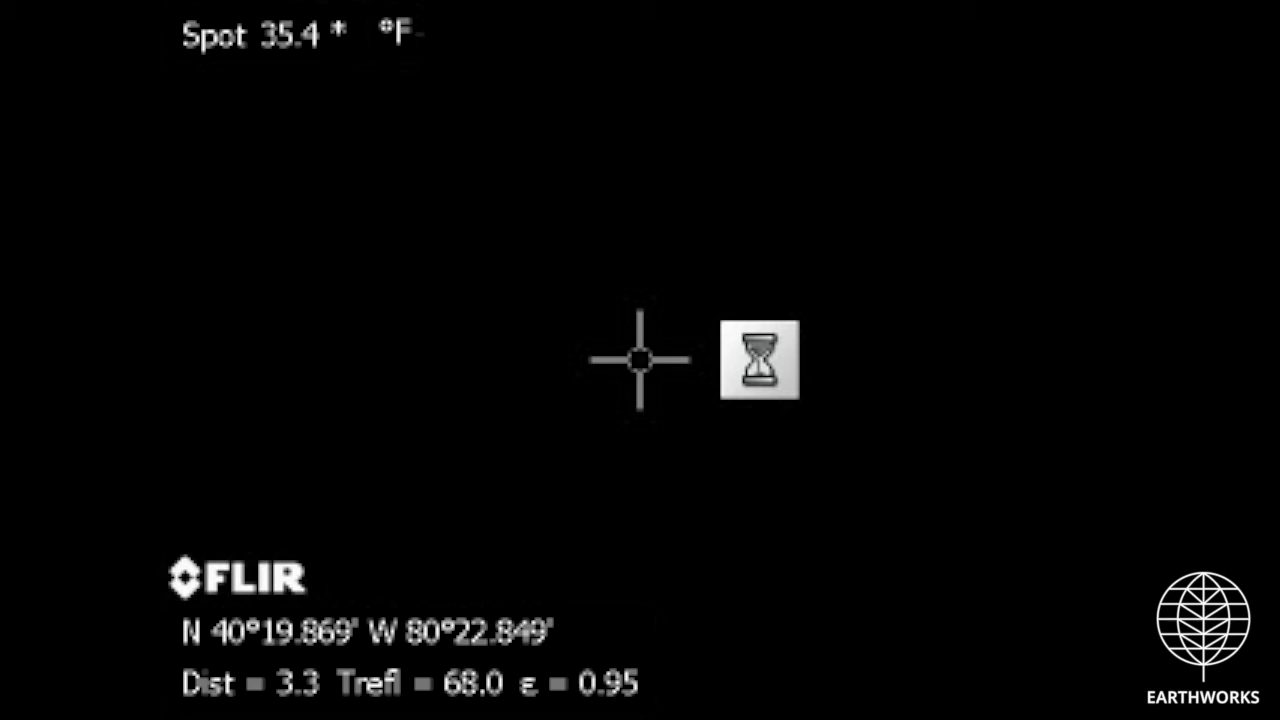 Spot 35.4 * °F
FLIR
N 40°19.869' W 80°22.849'
Dist = 3.3 Trefl = 68.0 ε = 0.95
EARTHWORKS